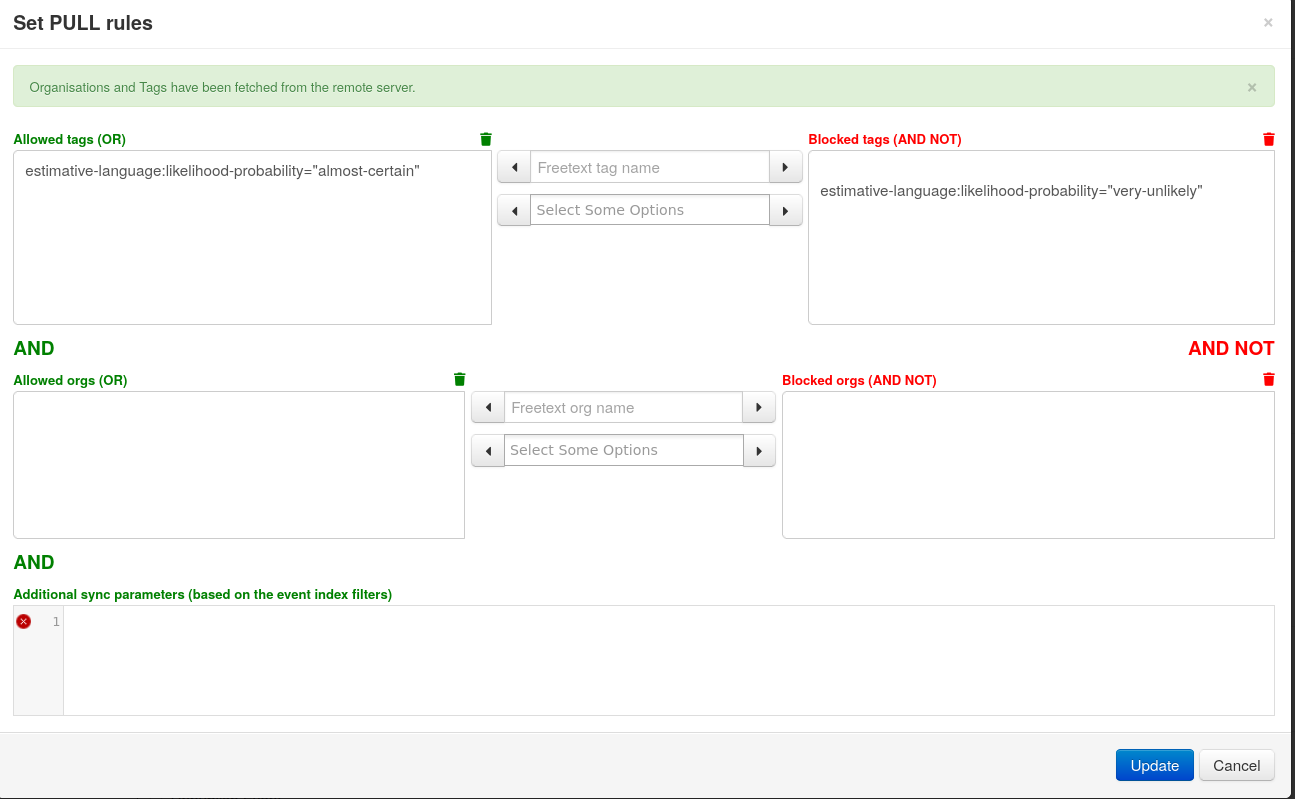 Set PULL rules
×
Organisations and Tags have been fetched from the remote server.
×
Allowed tags (OR)
Blocked tags (AND NOT)
estimative-language:likelihood-probability="almost-certain"
Freetext tag name
estimative-language:likelihood-probability="very-unlikely"
Select Some Options
AND
AND NOT
Allowed orgs (OR)
Blocked orgs (AND NOT)
Freetext org name
Select Some Options
AND
Additional sync parameters (based on the event index filters)
1
Update
Cancel